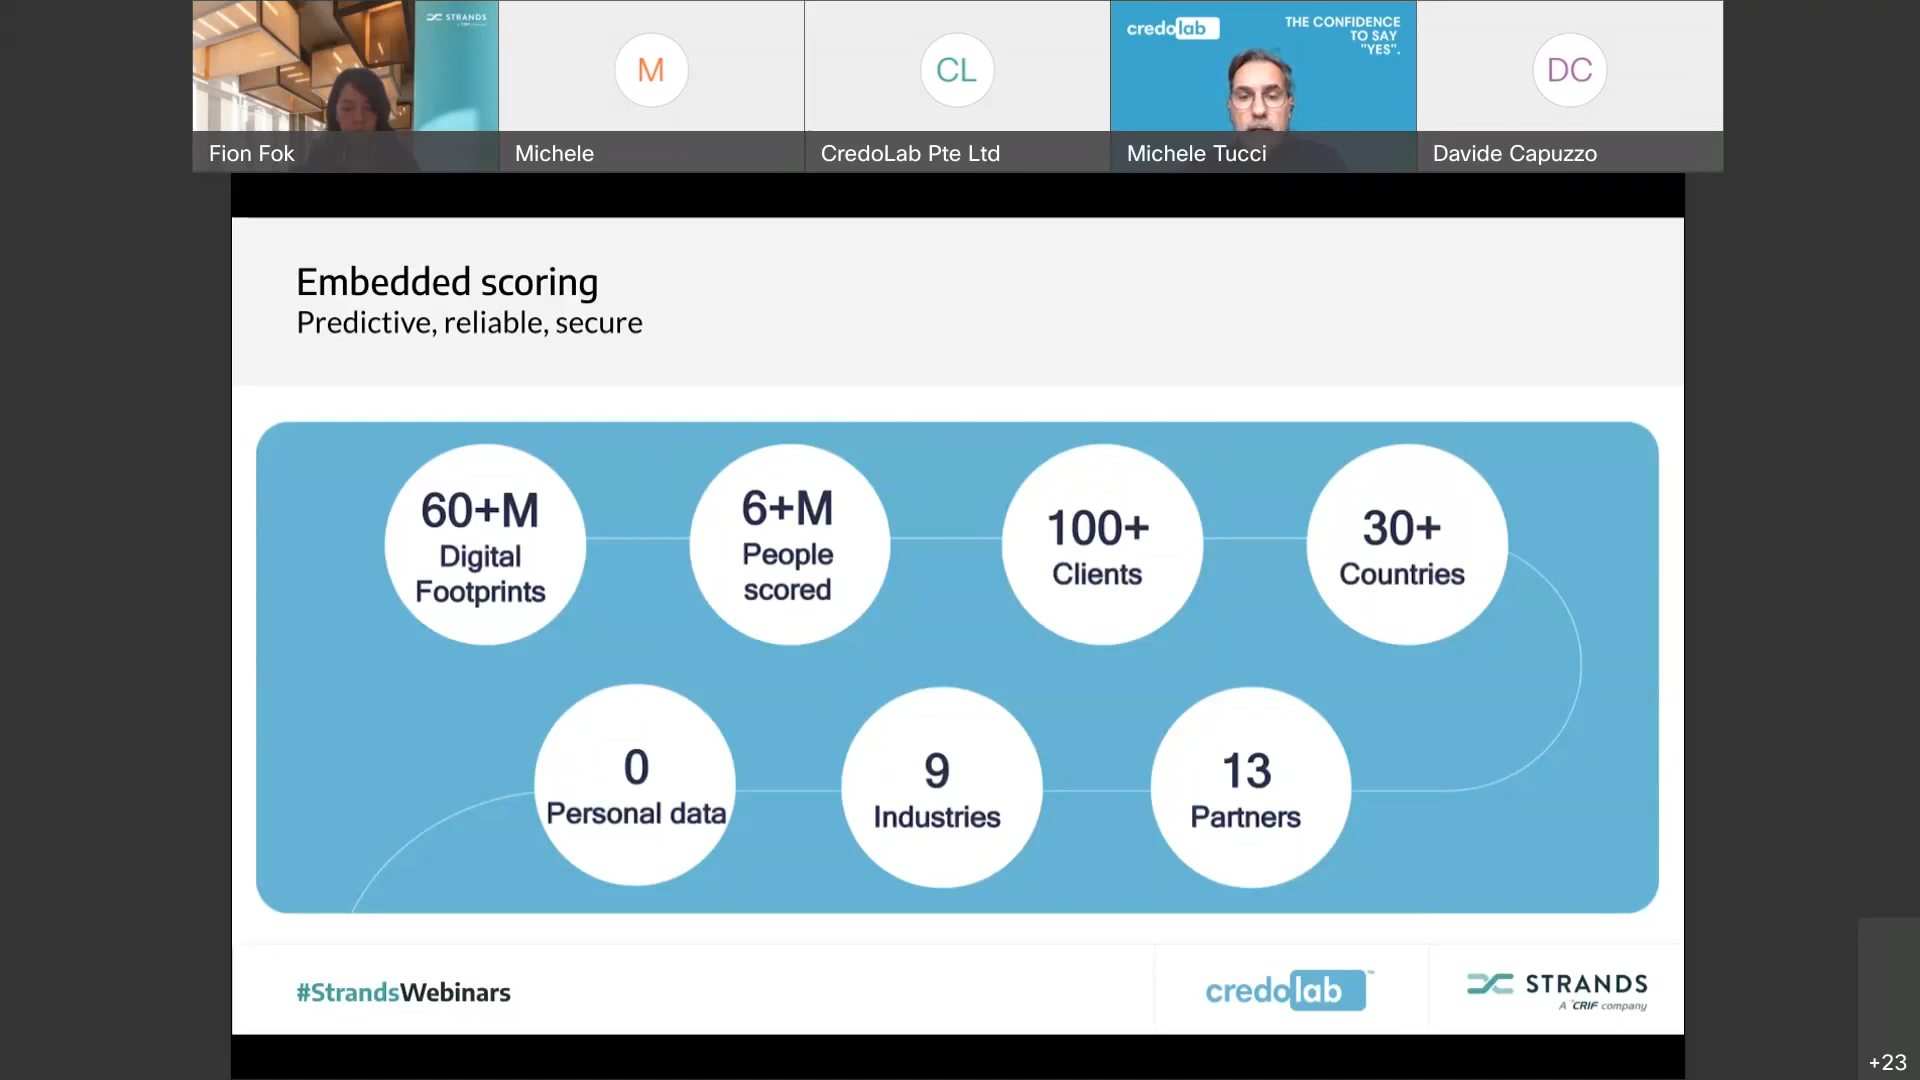 STRANDS
M
CL
credolab
THE CONFIDENCE
TO SAY
"YES".
DC
Fion Fok
Michele
CredoLab Pte Ltd
Michele Tucci
Davide Capuzzo
Embedded scoring
Predictive, reliable, secure
60+M
Digital
Footprints
6+M
People
scored
100+
Clients
30+
Countries
0
Personal data
9
Industries
13
Partners
#StrandsWebinars
credolab™
STRANDS
A CRIF company
+23